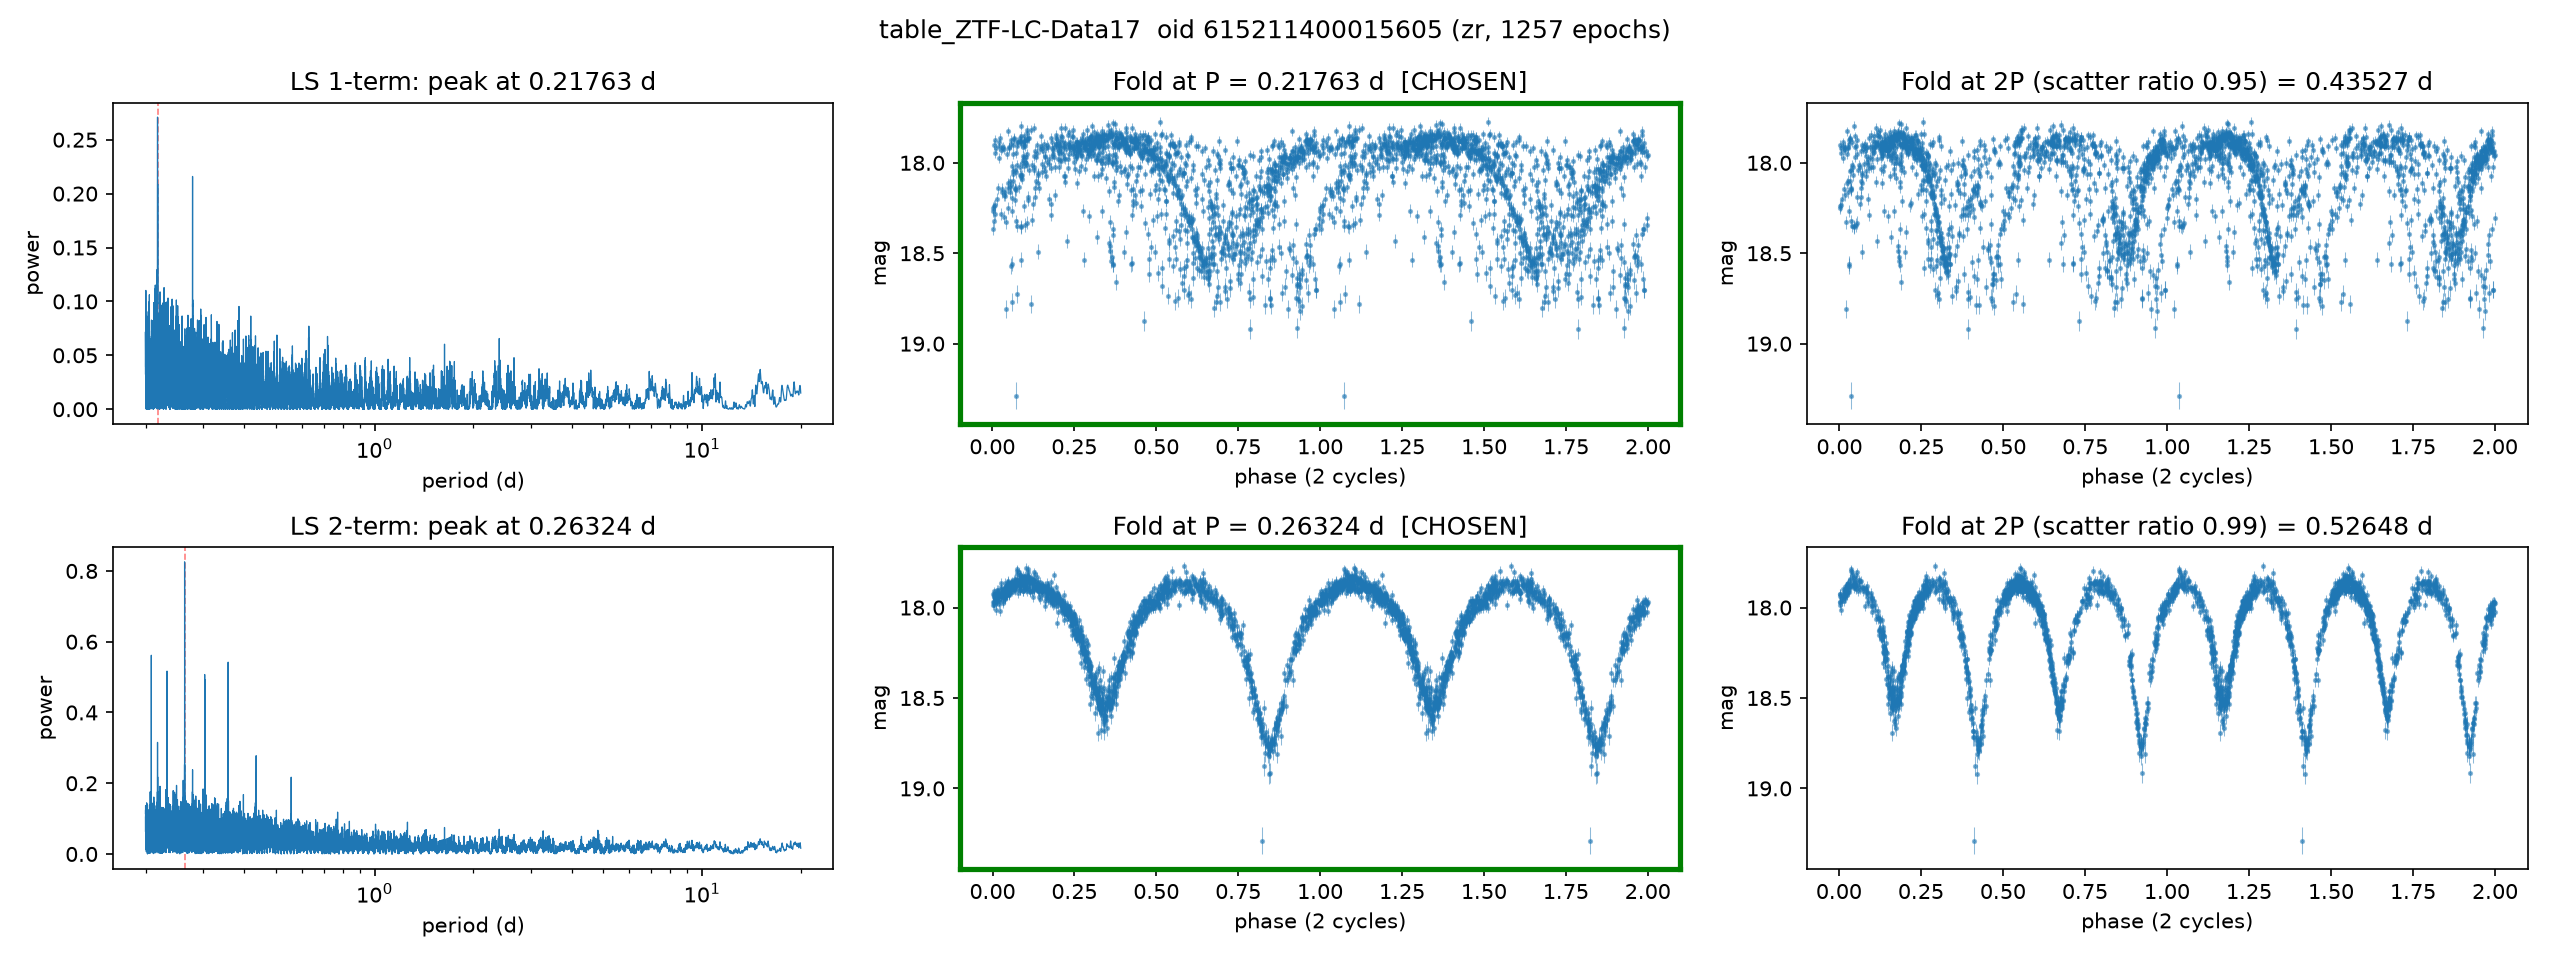 table_ZTF-LC-Data17  oid 615211400015605 (zr, 1257 epochs)
LS 1-term: peak at 0.21763 d
power
0.25
0.20
0.15
0.10
0.05
0.00
10⁰
10¹
period (d)
Fold at P = 0.21763 d  [CHOSEN]
mag
18.0
18.5
19.0
0.00 0.25 0.50 0.75 1.00 1.25 1.50 1.75 2.00
phase (2 cycles)
Fold at 2P (scatter ratio 0.95) = 0.43527 d
mag
18.0
18.5
19.0
0.00 0.25 0.50 0.75 1.00 1.25 1.50 1.75 2.00
phase (2 cycles)
LS 2-term: peak at 0.26324 d
power
0.8
0.6
0.4
0.2
0.0
10⁰
10¹
period (d)
Fold at P = 0.26324 d  [CHOSEN]
mag
18.0
18.5
19.0
0.00 0.25 0.50 0.75 1.00 1.25 1.50 1.75 2.00
phase (2 cycles)
Fold at 2P (scatter ratio 0.99) = 0.52648 d
mag
18.0
18.5
19.0
0.00 0.25 0.50 0.75 1.00 1.25 1.50 1.75 2.00
phase (2 cycles)